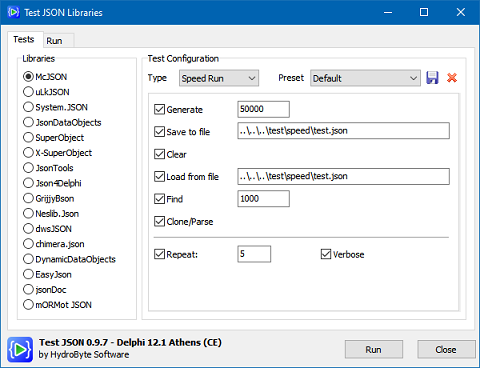 Test JSON Libraries
Tests Run
Libraries
McJSON
uLkJSON
System.JSON
JsonDataObjects
SuperObject
X-SuperObject
JsonTools
Json4Delphi
GrijjyBson
Neslib.Json
dwsJSON
chimera.json
DynamicDataObjects
EasyJson
jsonDoc
mORMot JSON
Test Configuration
Type Speed Run Preset Default
Generate 50000
Save to file ..\..\..\test\speed\test.json
Clear
Load from file ..\..\..\test\speed\test.json
Find 1000
Clone/Parse
Repeat: 5 Verbose
Test JSON 0.9.7 - Delphi 12.1 Athens (CE)
by HydroByte Software
Run Close